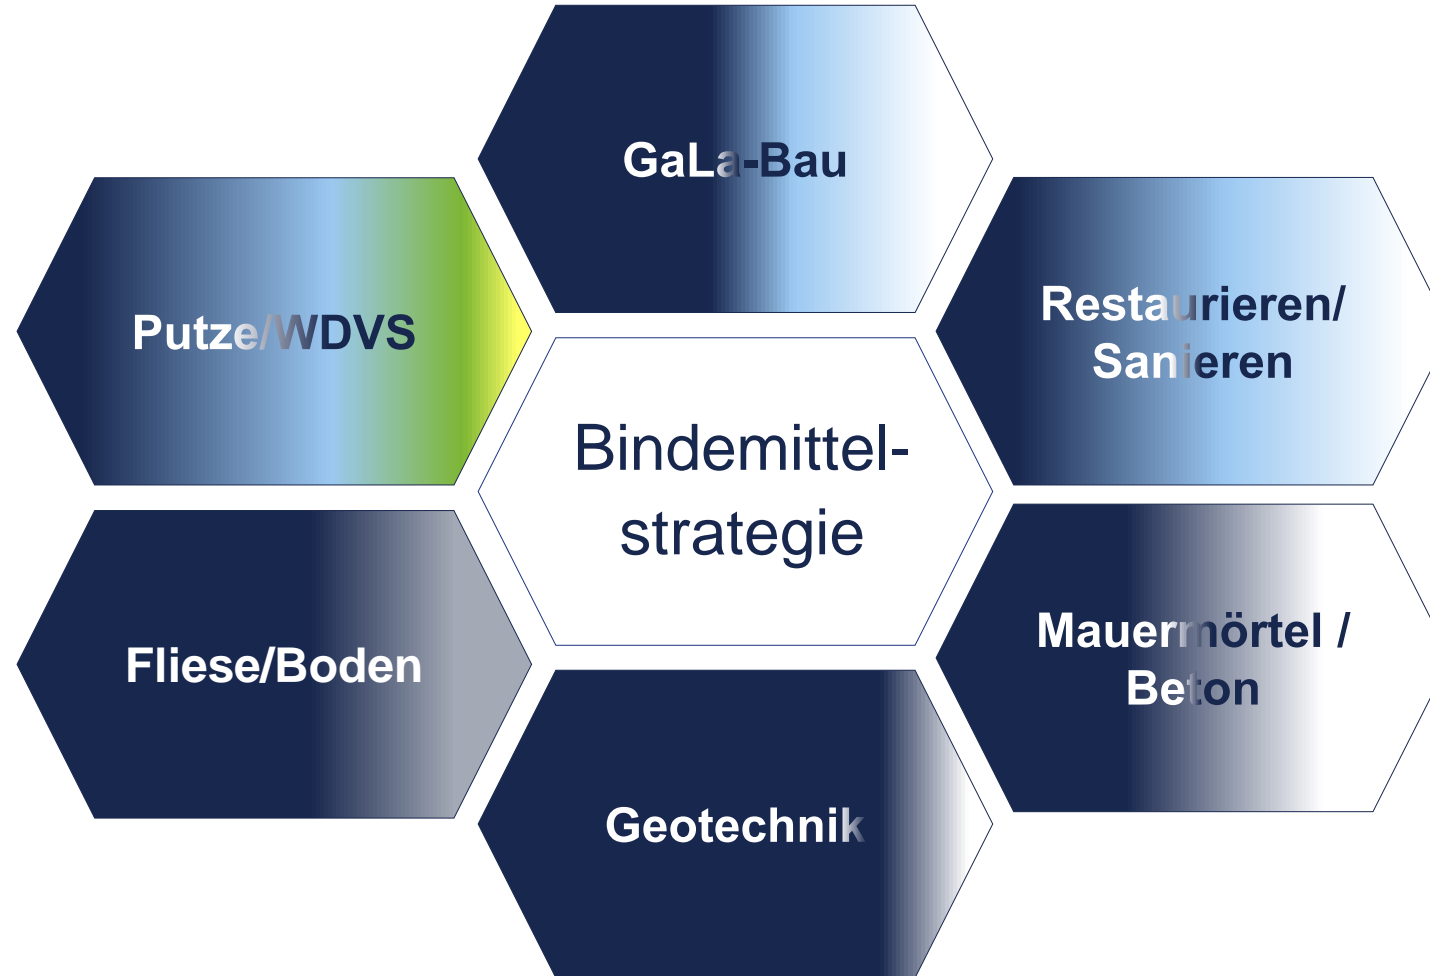 GaLa-Bau
Putze/WDVS
Restaurieren/
Sanieren
Bindemittel-
strategie
Fliese/Boden
Mauermörtel /
Beton
Geotechnik